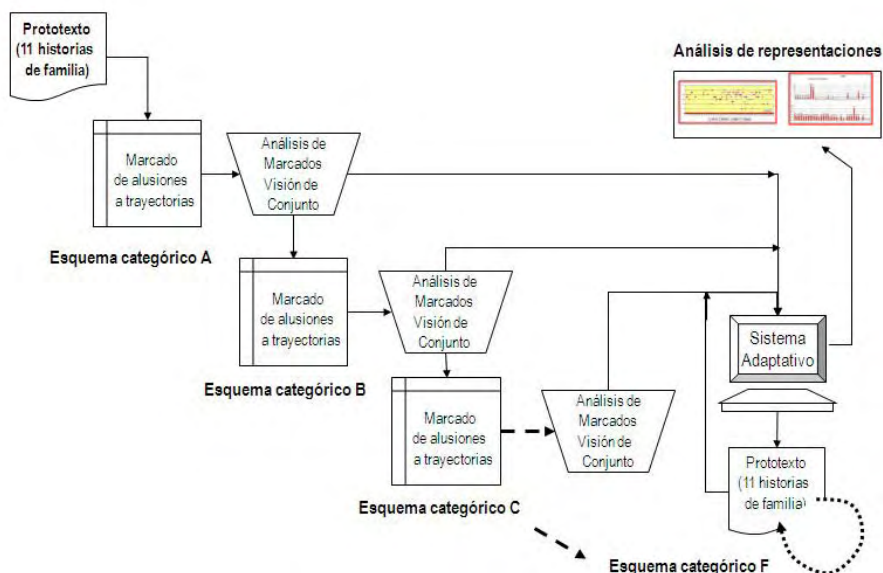 Prototexto
(11 historias
de familia)
Análisis de representaciones
Marcado
de alusiones
a trayectorias
Análisis de
Marcados
Visión de
Conjunto
Esquema categórico A
Marcado
de alusiones
a trayectorias
Análisis de
Marcados
Visión de
Conjunto
Esquema categórico B
Marcado
de alusiones
a trayectorias
Análisis de
Marcados
Visión de
Conjunto
Esquema categórico C
Sistema
Adaptativo
Prototexto
(11 historias
de familia)
Esquema categórico F